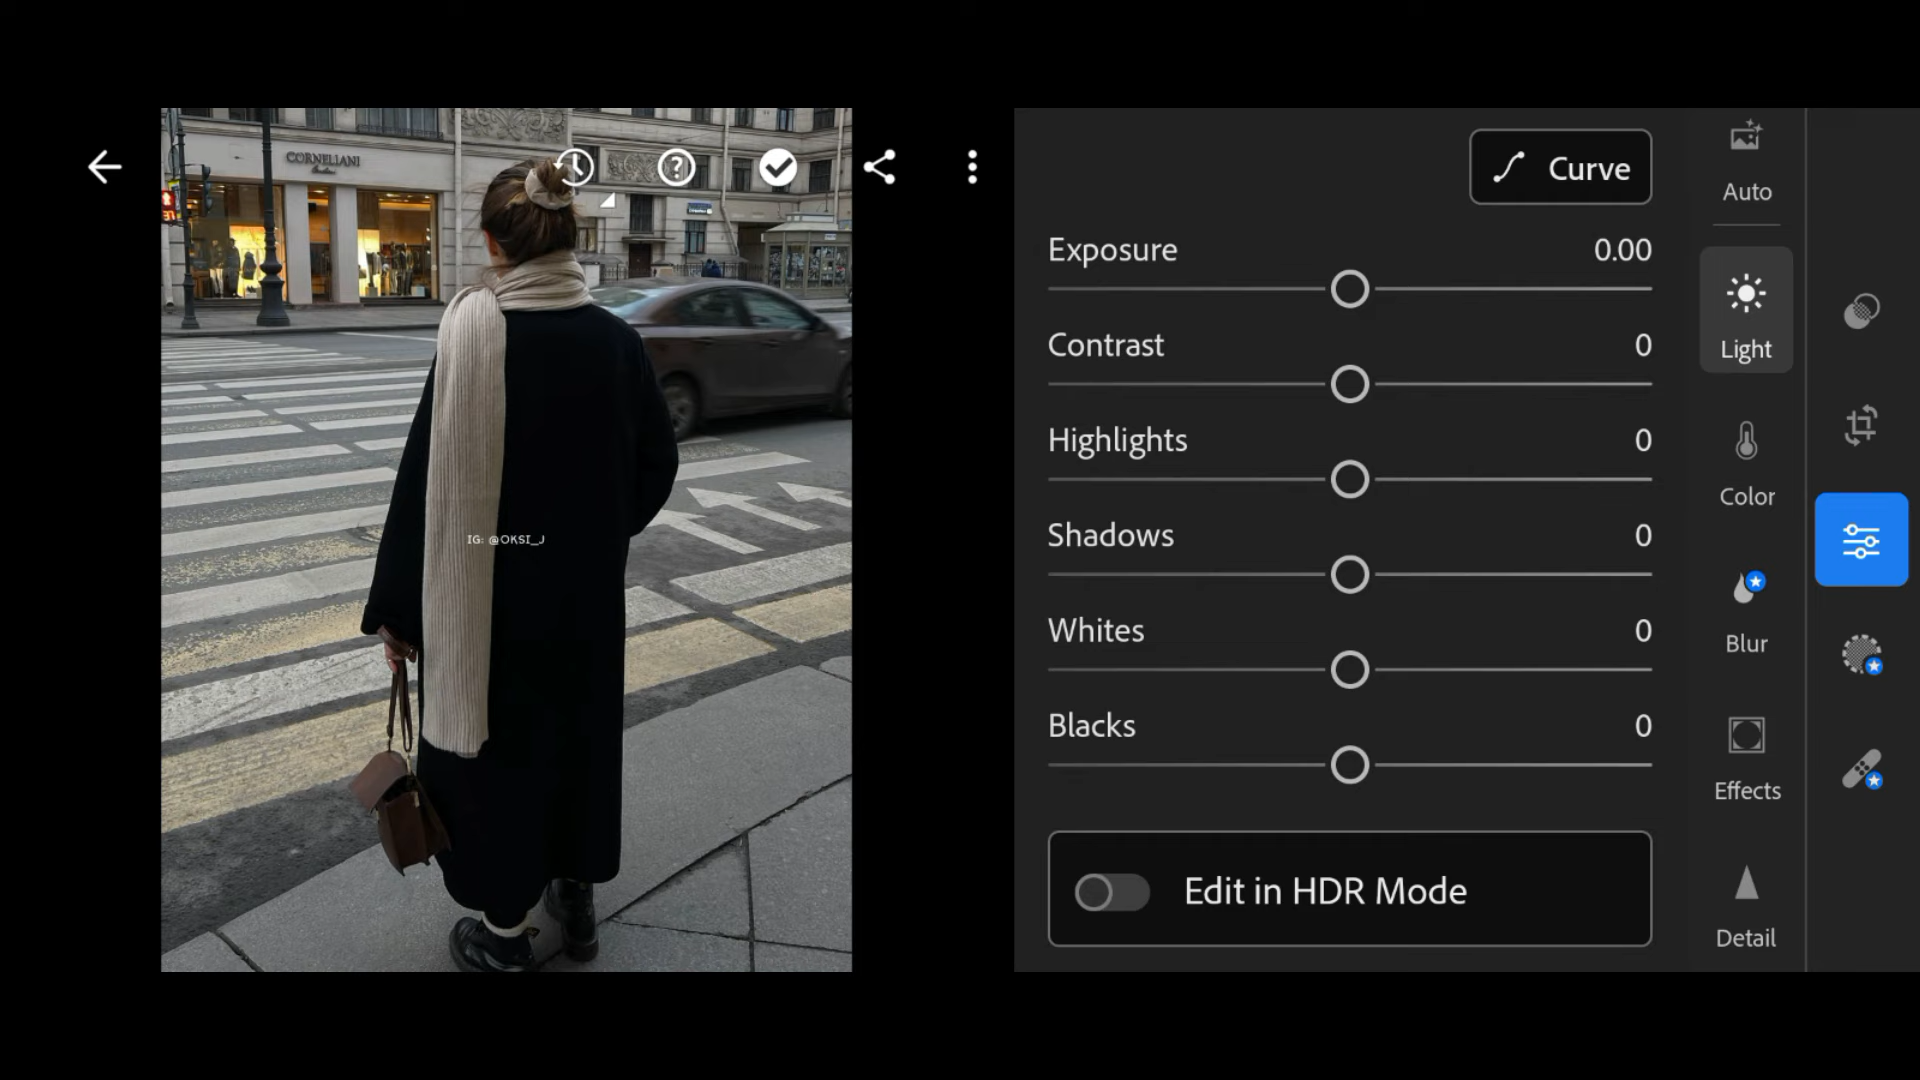 CORNELIANI
IG: @OKSI_J
Curve
Exposure 0.00
Contrast 0
Highlights 0
Shadows 0
Whites 0
Blacks 0
Edit in HDR Mode
Auto
Light
Color
Blur
Effects
Detail